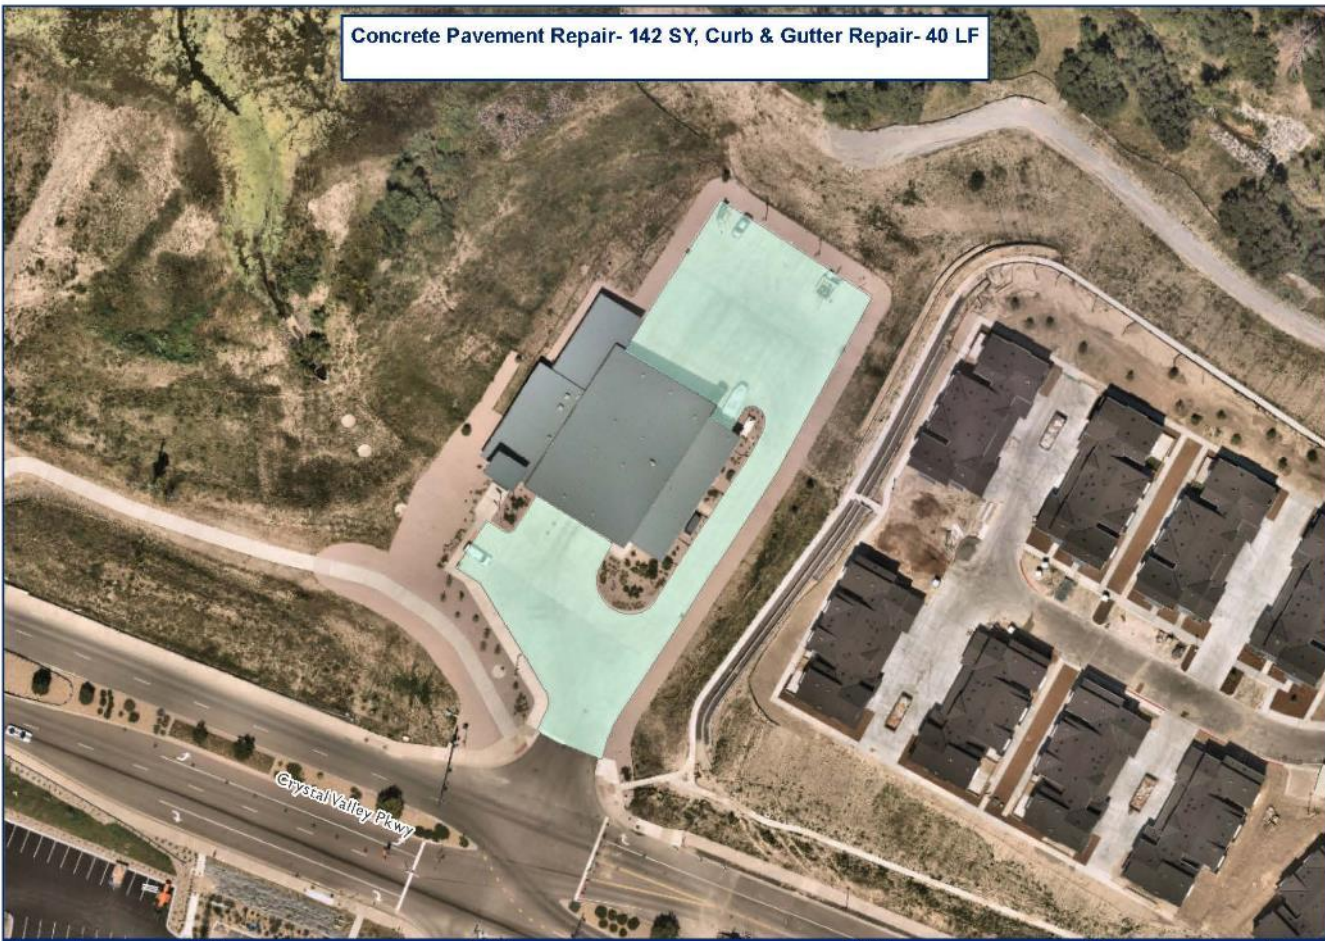 Concrete Pavement Repair- 142 SY, Curb & Gutter Repair- 40 LF
Crystal Valley Pkwy